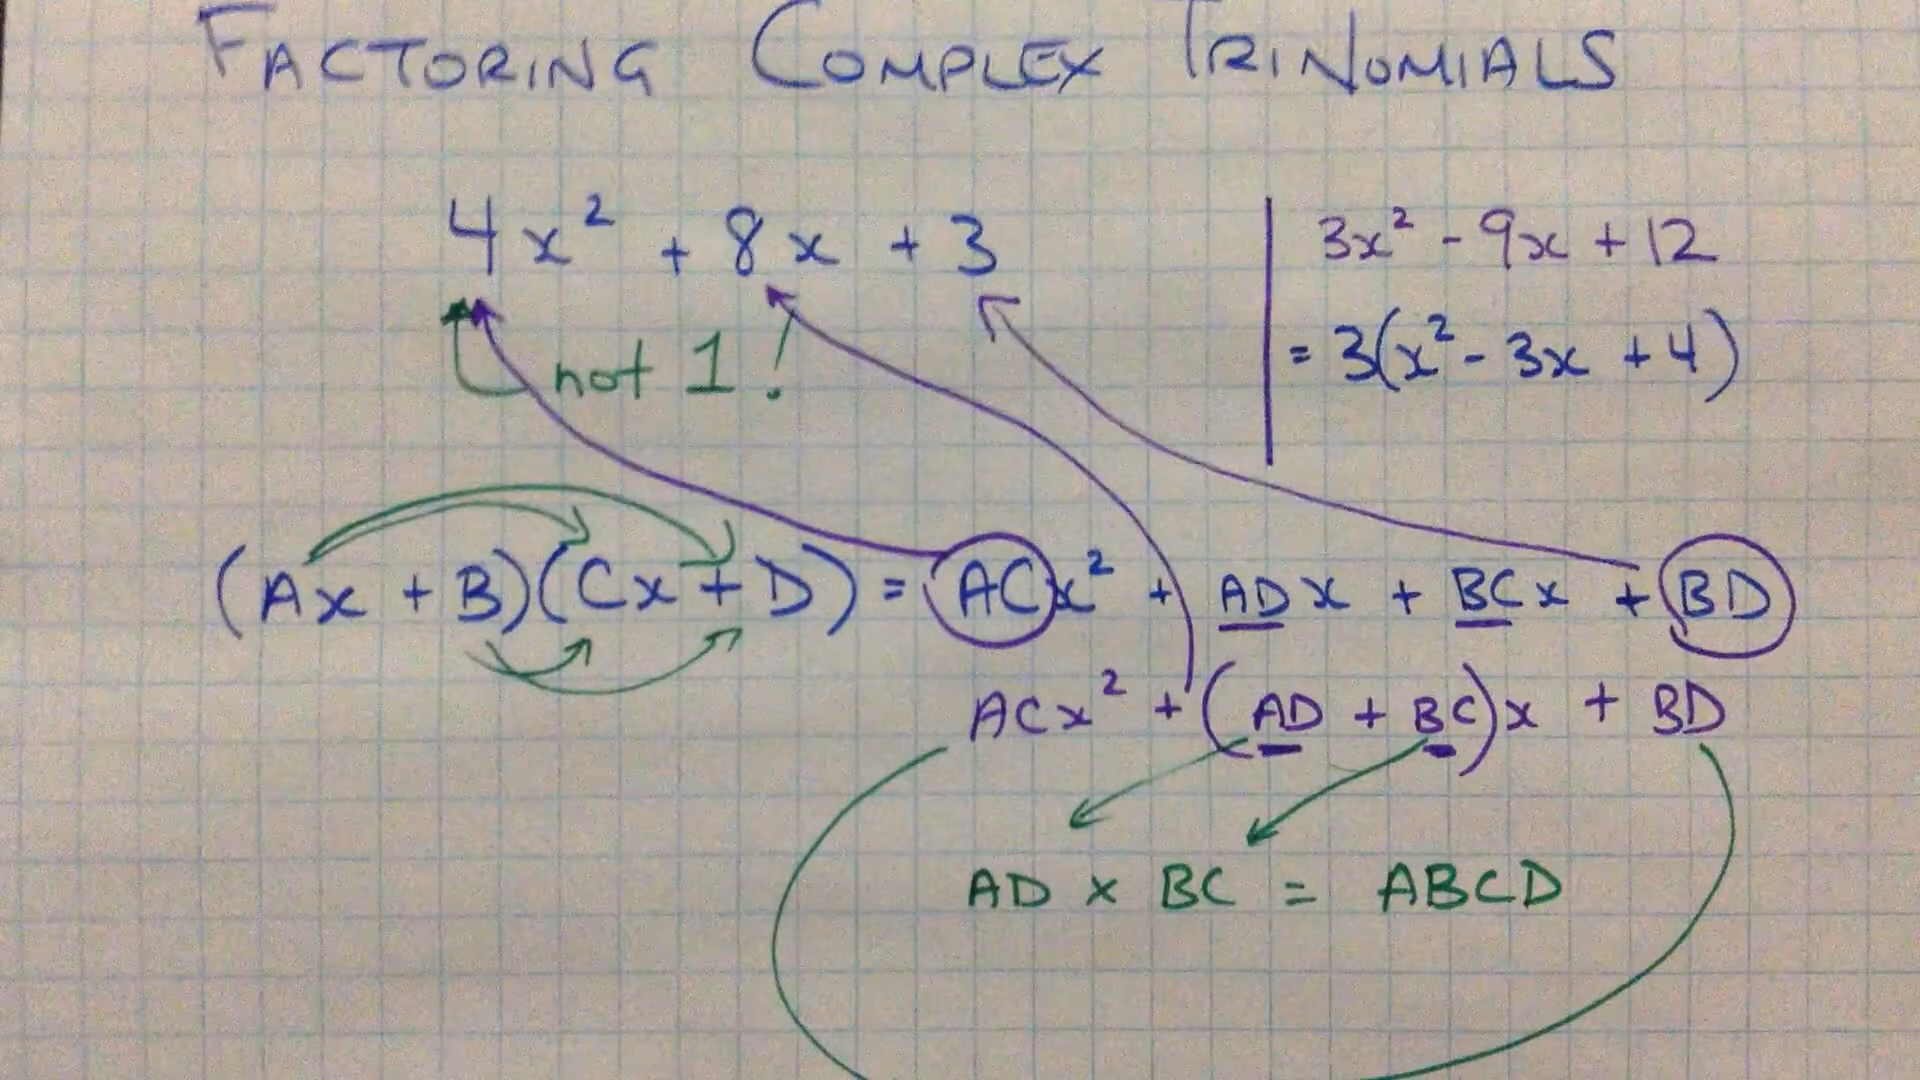 FACTORING COMPLEX TRINOMIALS
4x² + 8x + 3
not 1!
3x² - 9x + 12
= 3(x² - 3x + 4)
(Ax + B)(Cx + D) = ACx² + ADx + BCx + BD
ACx² + (AD + BC)x + BD
AD × BC = ABCD